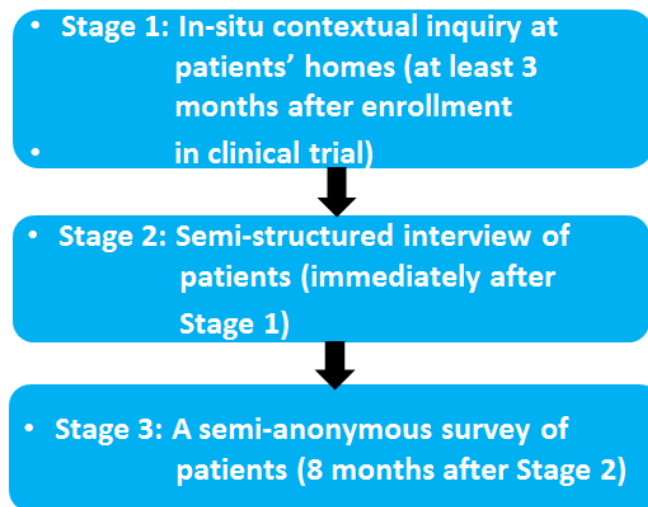 • Stage 1: In-situ contextual inquiry at
patients’ homes (at least 3
months after enrollment
• in clinical trial)
• Stage 2: Semi-structured interview of
patients (immediately after
Stage 1)
• Stage 3: A semi-anonymous survey of
patients (8 months after Stage 2)